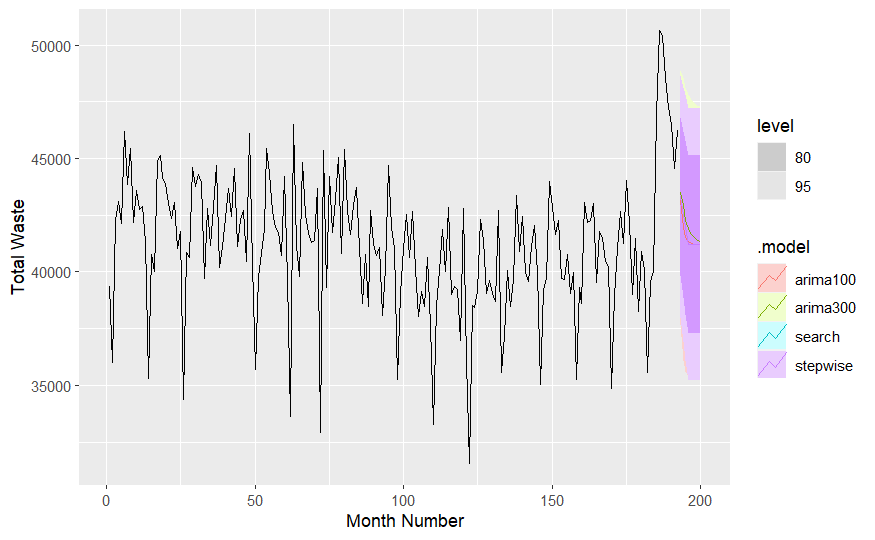 50000
45000
40000
35000
Total Waste
0
50
100
150
200
Month Number
level
80
95
.model
arima100
arima300
search
stepwise